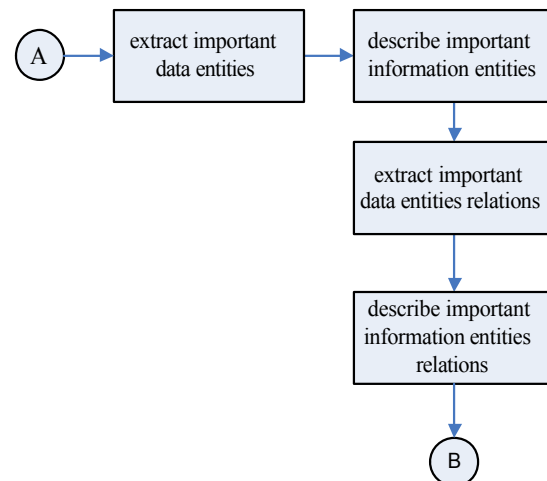 A
extract important
data entities
describe important
information entities
extract important
data entities relations
describe important
information entities
relations
B